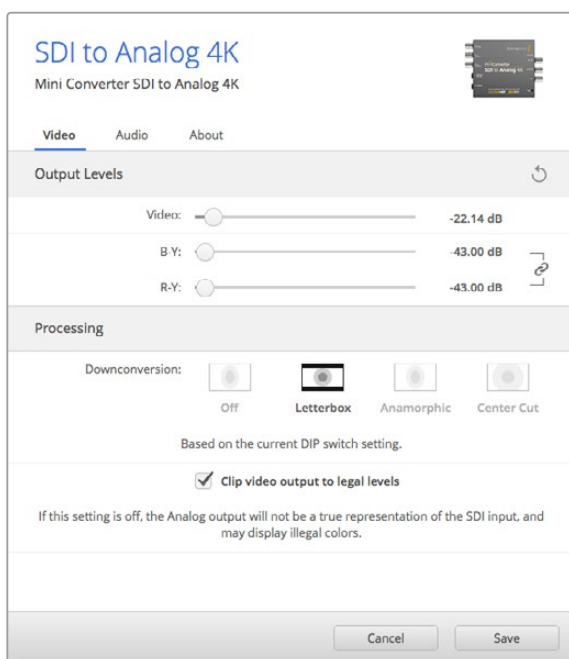 SDI to Analog 4K
Mini Converter SDI to Analog 4K
Video Audio About
Output Levels
Video: -22.14 dB
B-Y: -43.00 dB
R-Y: -43.00 dB
Processing
Downconversion:
Off Letterbox Anamorphic Center Cut
Based on the current DIP switch setting.
Clip video output to legal levels
If this setting is off, the Analog output will not be a true representation of the SDI input, and
may display illegal colors.
Cancel Save